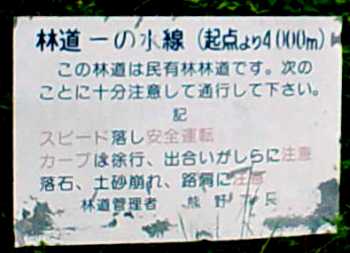 林道 一の水線 (起点より4000m)
この林道は民有林林道です。次の
ことに十分注意して通行して下さい。
記
スピード落し安全運転
カーブは徐行、出合いがしらに注意
落石、土砂崩れ、路肩に注意
林道管理者 熊野 長